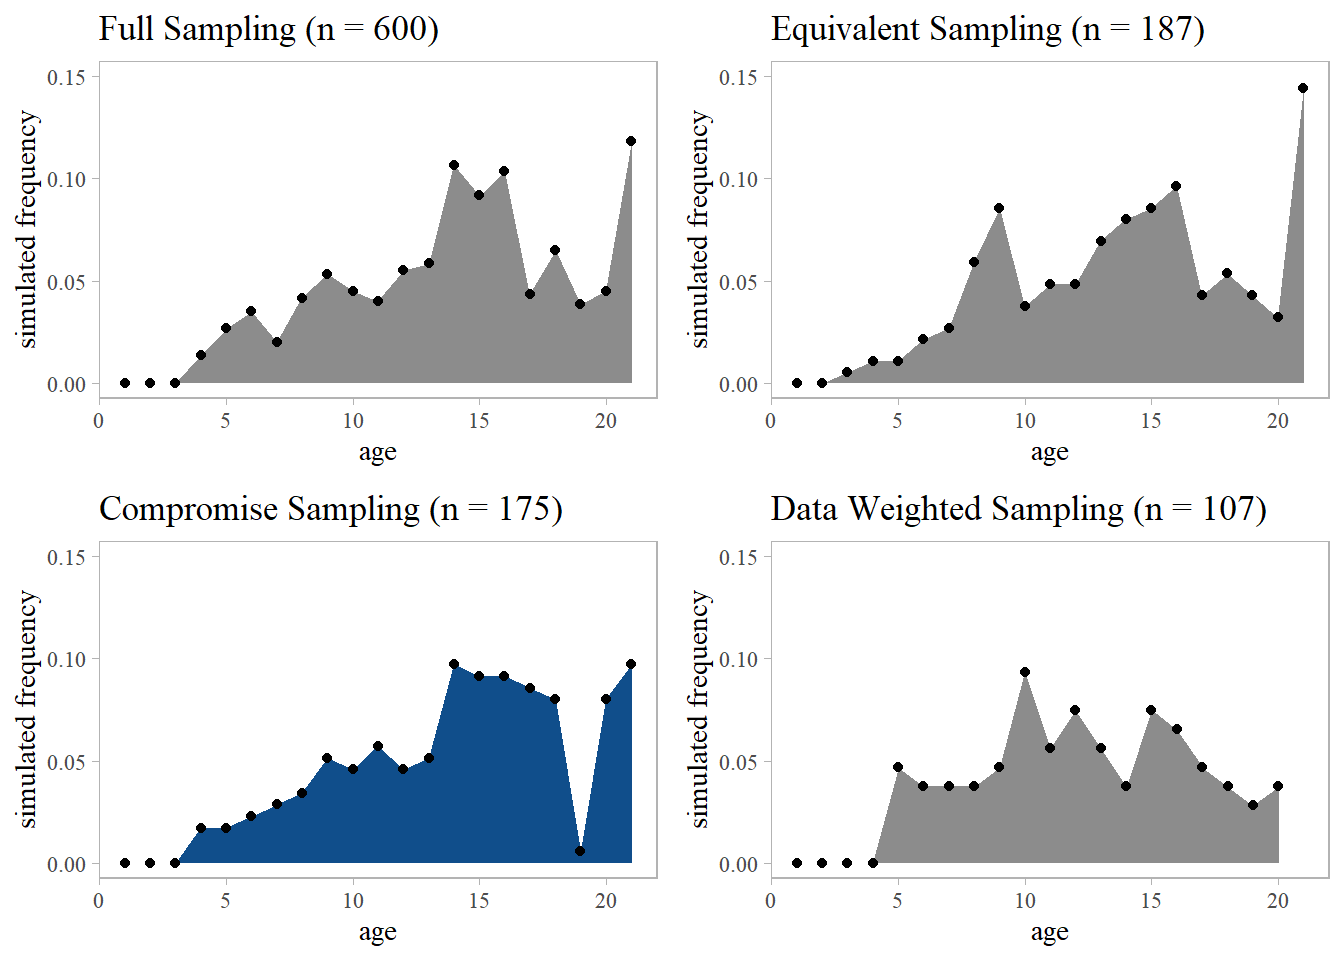 Full Sampling (n = 600)
simulated frequency
0.15
0.10
0.05
0.00
0 5 10 15 20
age
Equivalent Sampling (n = 187)
simulated frequency
0.15
0.10
0.05
0.00
0 5 10 15 20
age
Compromise Sampling (n = 175)
simulated frequency
0.15
0.10
0.05
0.00
0 5 10 15 20
age
Data Weighted Sampling (n = 107)
simulated frequency
0.15
0.10
0.05
0.00
0 5 10 15 20
age